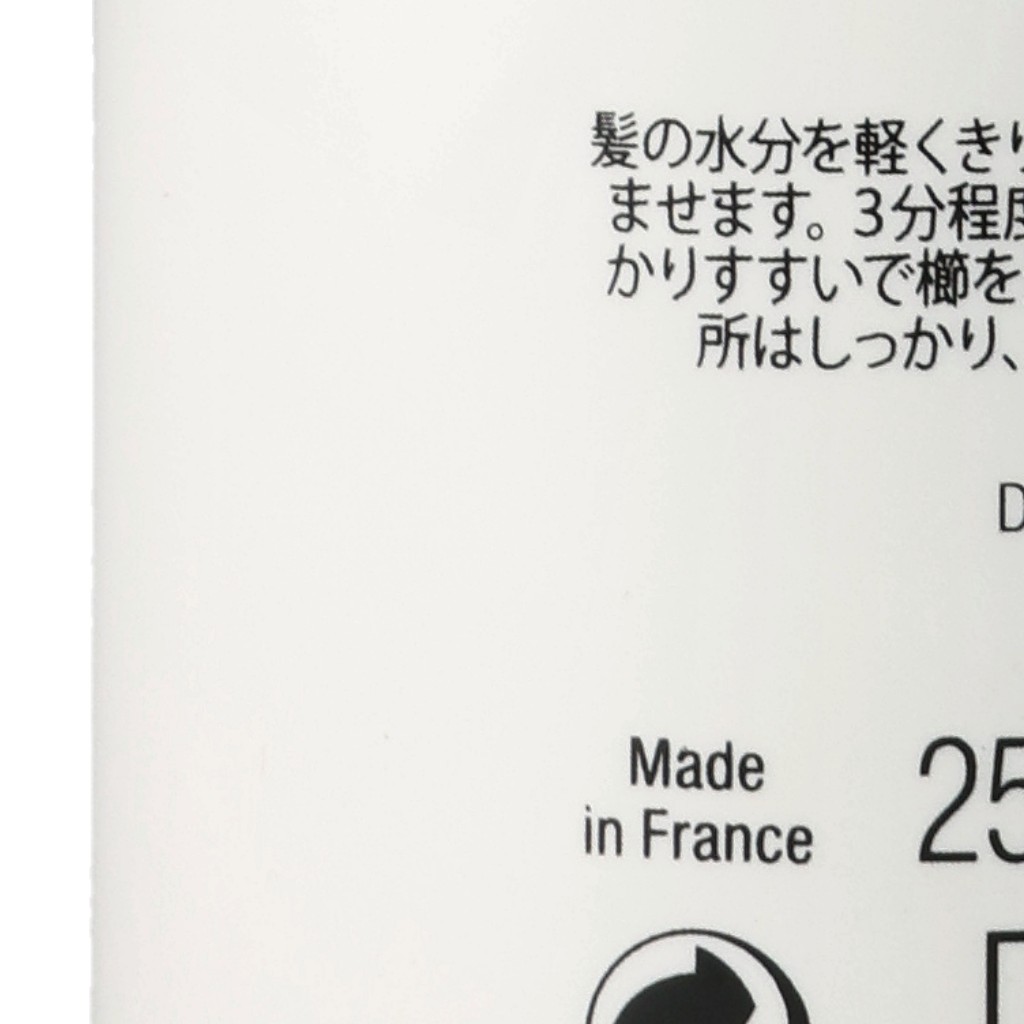 髪の水分を軽くきり
ませます。3分程度
かりすすいで櫛を
所はしっかり、
D
Made
in France
25